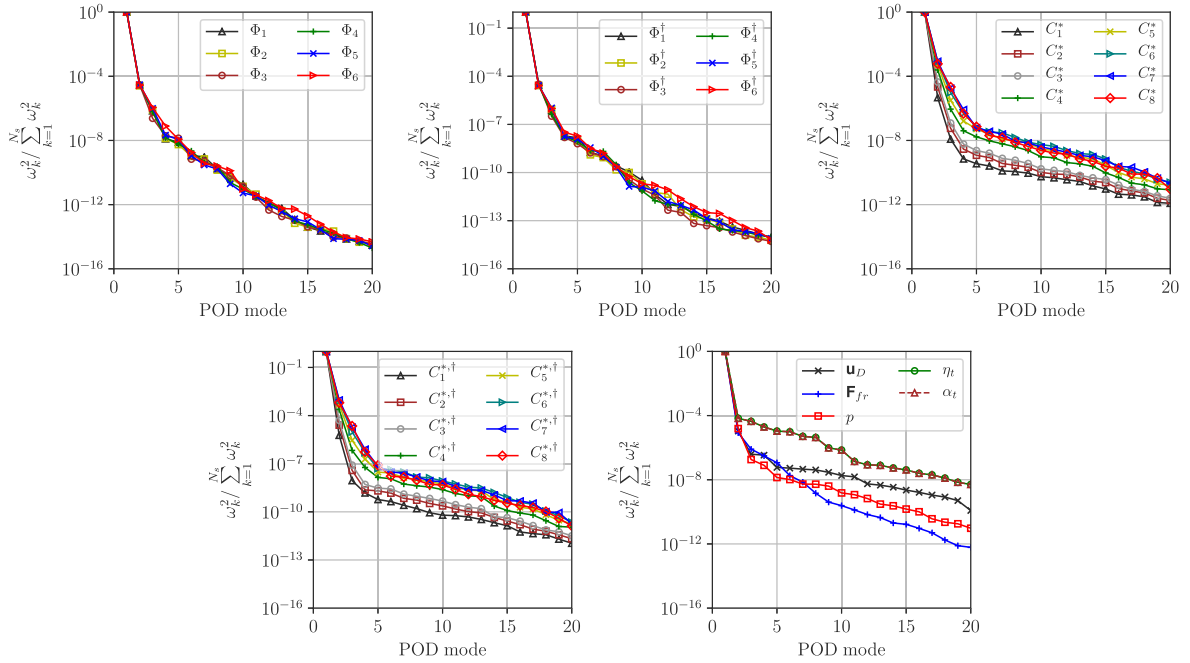 10^0
10^{-4}
10^{-8}
10^{-12}
10^{-16}
0 5 10 15 20
POD mode
ω_k^2 / \sum_{k=1}^{N_s} ω_k^2
Φ_1 Φ_4
Φ_2 Φ_5
Φ_3 Φ_6
10^{-1}
10^{-4}
10^{-7}
10^{-10}
10^{-13}
10^{-16}
0 5 10 15 20
POD mode
ω_k^2 / \sum_{k=1}^{N_s} ω_k^2
Φ_1^† Φ_4^†
Φ_2^† Φ_5^†
Φ_3^† Φ_6^†
10^0
10^{-4}
10^{-8}
10^{-12}
10^{-16}
0 5 10 15 20
POD mode
ω_k^2 / \sum_{k=1}^{N_s} ω_k^2
C_1^* C_5^*
C_2^* C_6^*
C_3^* C_7^*
C_4^* C_8^*
10^{-1}
10^{-4}
10^{-7}
10^{-10}
10^{-13}
10^{-16}
0 5 10 15 20
POD mode
ω_k^2 / \sum_{k=1}^{N_s} ω_k^2
C_1^{*,†} C_5^{*,†}
C_2^{*,†} C_6^{*,†}
C_3^{*,†} C_7^{*,†}
C_4^{*,†} C_8^{*,†}
10^0
10^{-4}
10^{-8}
10^{-12}
10^{-16}
0 5 10 15 20
POD mode
ω_k^2 / \sum_{k=1}^{N_s} ω_k^2
u_D η_t
F_{fr} α_t
p